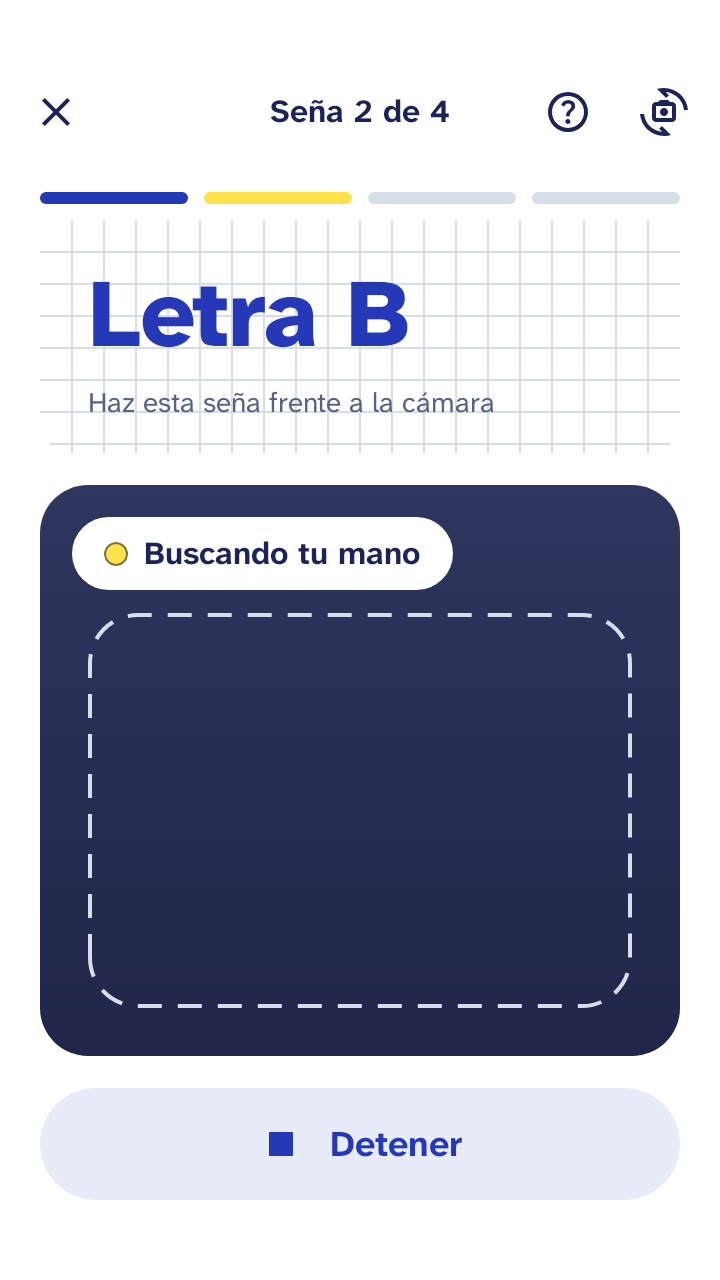 Seña 2 de 4
Letra B
Haz esta seña frente a la cámara
Buscando tu mano
Detener